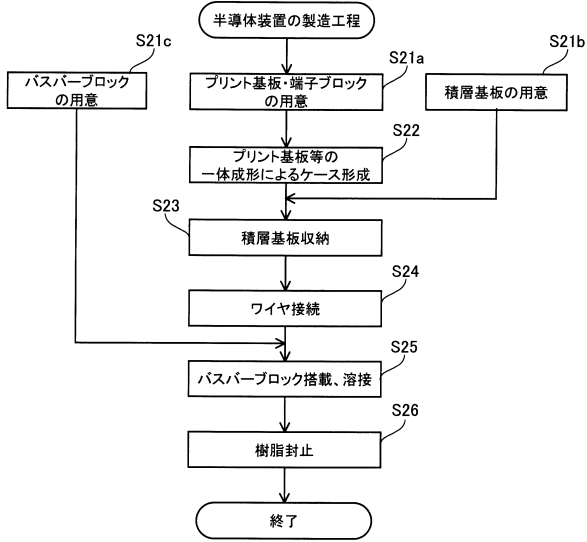 半導体装置の製造工程
S21c
バスバーブロック
の用意
S21a
プリント基板・端子ブロック
の用意
S21b
積層基板の用意
S22
プリント基板等の
一体成形によるケース形成
S23
積層基板収納
S24
ワイヤ接続
S25
バスバーブロック搭載、溶接
S26
樹脂封止
終了